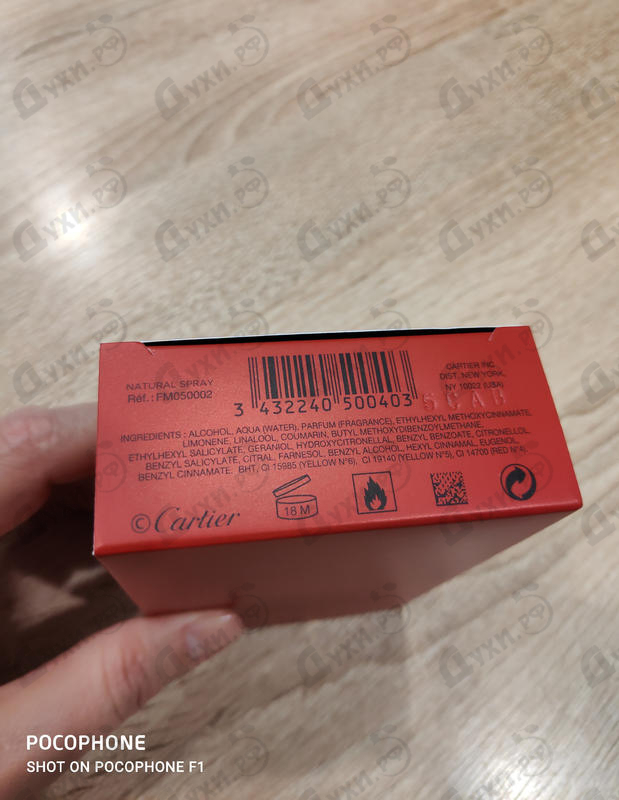 NATURAL SPRAY
Réf.: FM050002
3 432240 500403
CARTIER INC
DIST. NEW YORK,
NY 10022 (USA)
INGREDIENTS : ALCOHOL, AQUA (WATER), PARFUM (FRAGRANCE), ETHYLHEXYL METHOXYCINNAMATE,
LIMONENE, LINALOOL, COUMARIN, BUTYL METHOXYDIBENZOYLMETHANE,
ETHYLHEXYL SALICYLATE, GERANIOL, HYDROXYCITRONELLAL, BENZYL BENZOATE, CITRONELLOL,
BENZYL SALICYLATE, CITRAL, FARNESOL, BENZYL ALCOHOL, HEXYL CINNAMAL, EUGENOL,
BENZYL CINNAMATE, BHT, CI 15985 (YELLOW N°6), CI 19140 (YELLOW N°5), CI 14700 (RED N°4).
© Cartier
18 M
POCOPHONE
SHOT ON POCOPHONE F1
Духи.РФ